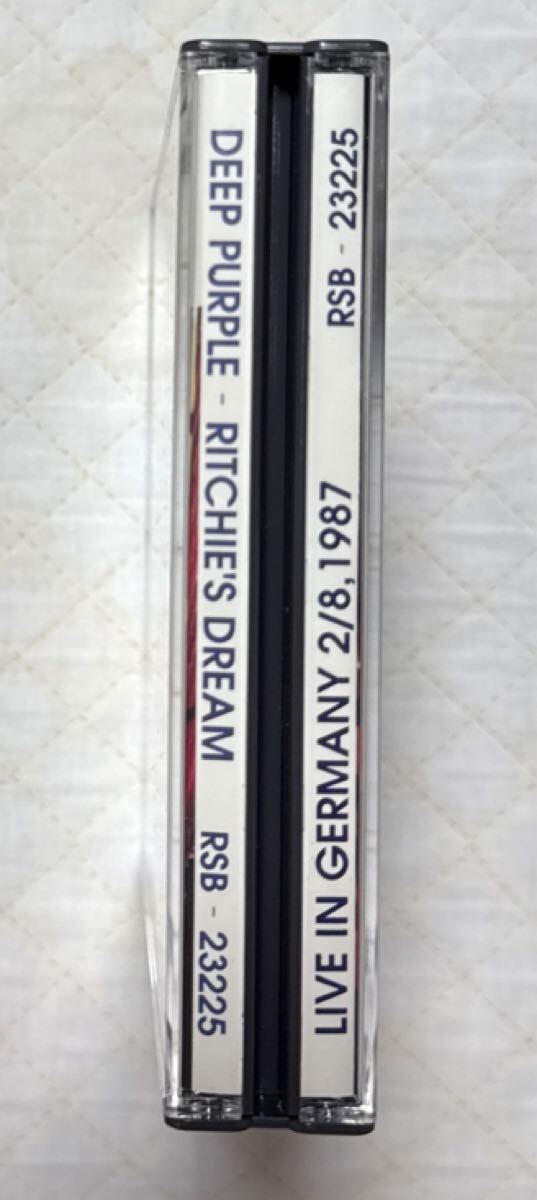 DEEP PURPLE - RITCHIE'S DREAM RSB - 23225
LIVE IN GERMANY 2/8,1987 RSB - 23225